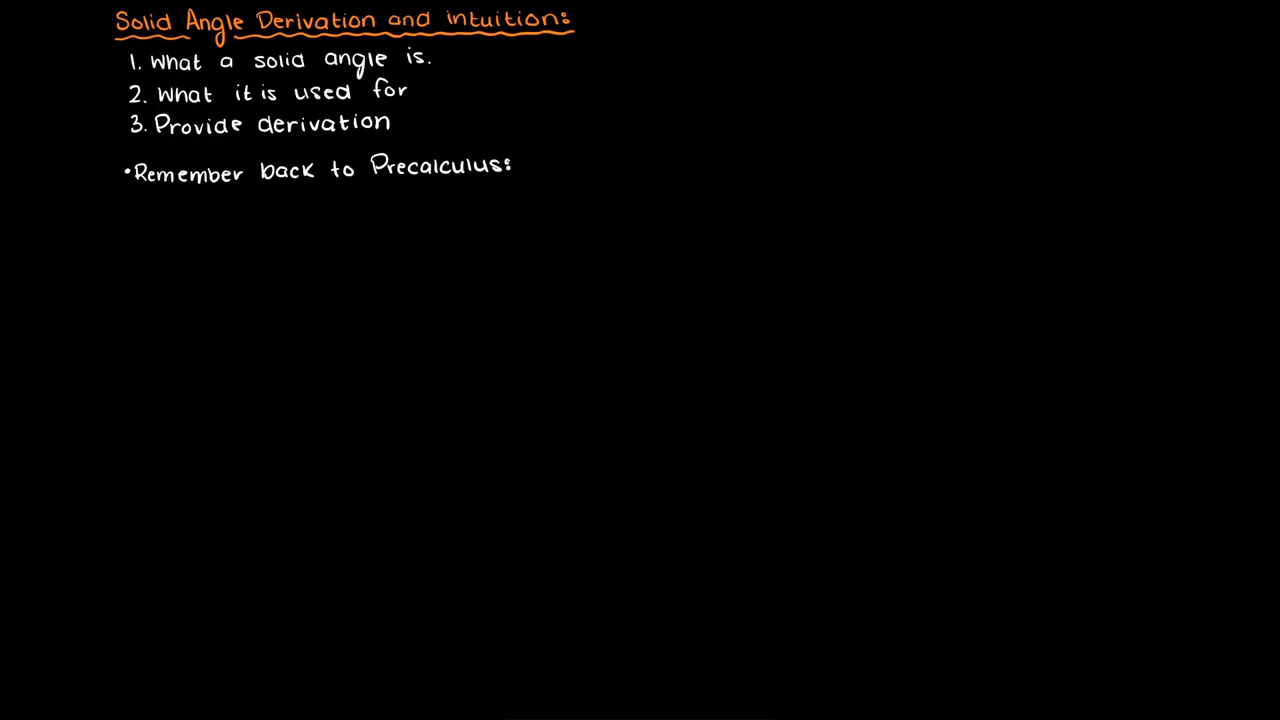 Solid Angle Derivation and intuition:
1. What a solid angle is.
2. What it is used for
3. Provide derivation
•Remember back to Precalculus: